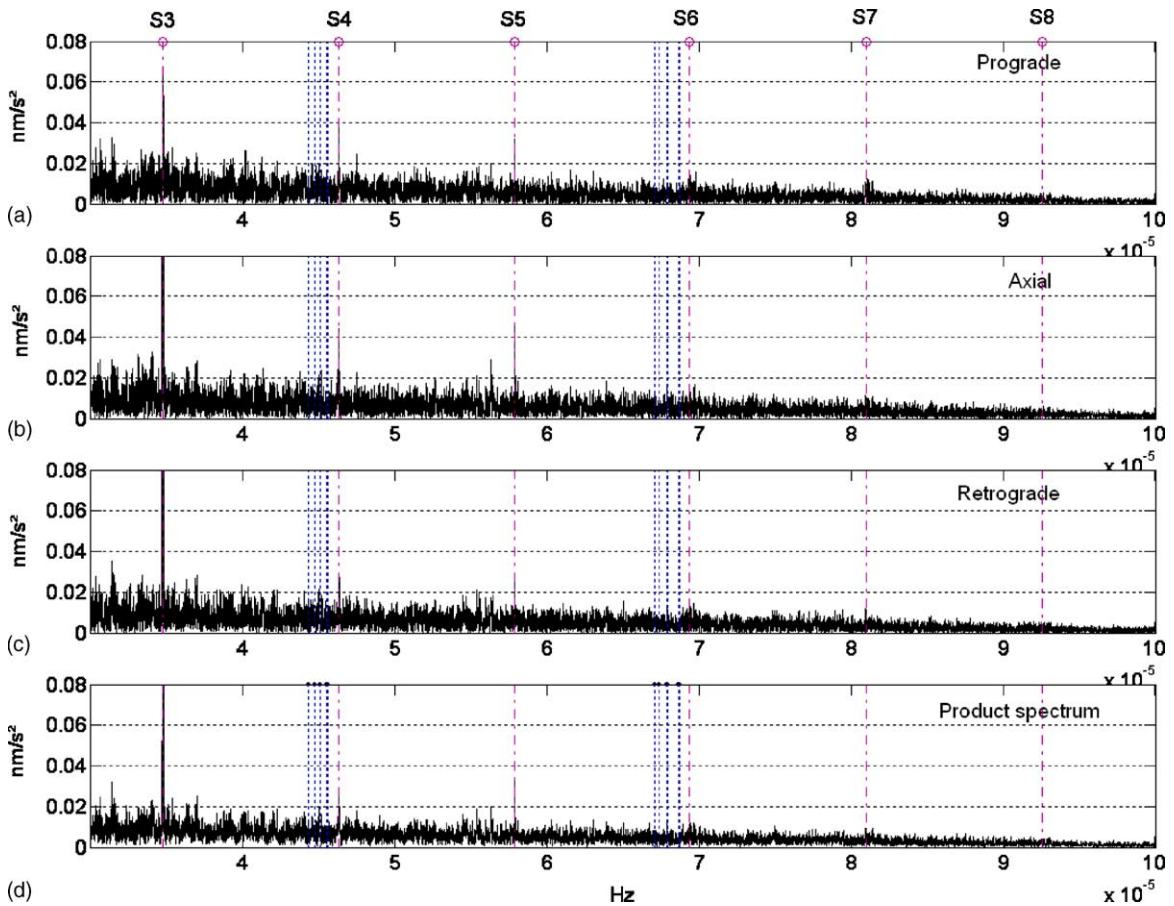 S3 S4 S5 S6 S7 S8
0.08
0.06
0.04
0.02
0
nm/s²
Prograde
(a)
4 5 6 7 8 9 10
x 10⁻⁵
0.08
0.06
0.04
0.02
0
nm/s²
Axial
(b)
4 5 6 7 8 9 10
x 10⁻⁵
0.08
0.06
0.04
0.02
0
nm/s²
Retrograde
(c)
4 5 6 7 8 9 10
x 10⁻⁵
0.08
0.06
0.04
0.02
0
nm/s²
Product spectrum
(d)
4 5 6 7 8 9 10
Hz
x 10⁻⁵